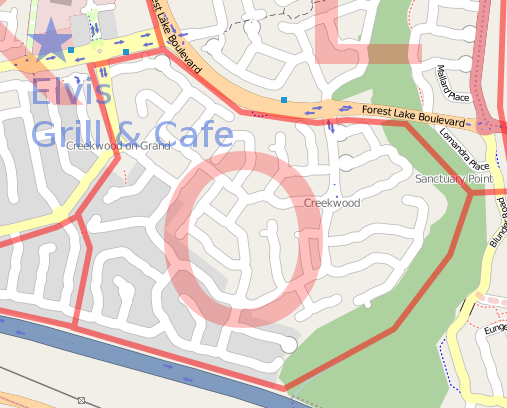 Forest Lake Boulevard
Elvis
Grill & Cafe
Mallard Place
Forest Lake Boulevard
Lomandra Place
Creekwood on Grand
Sanctuary Point
Creekwood